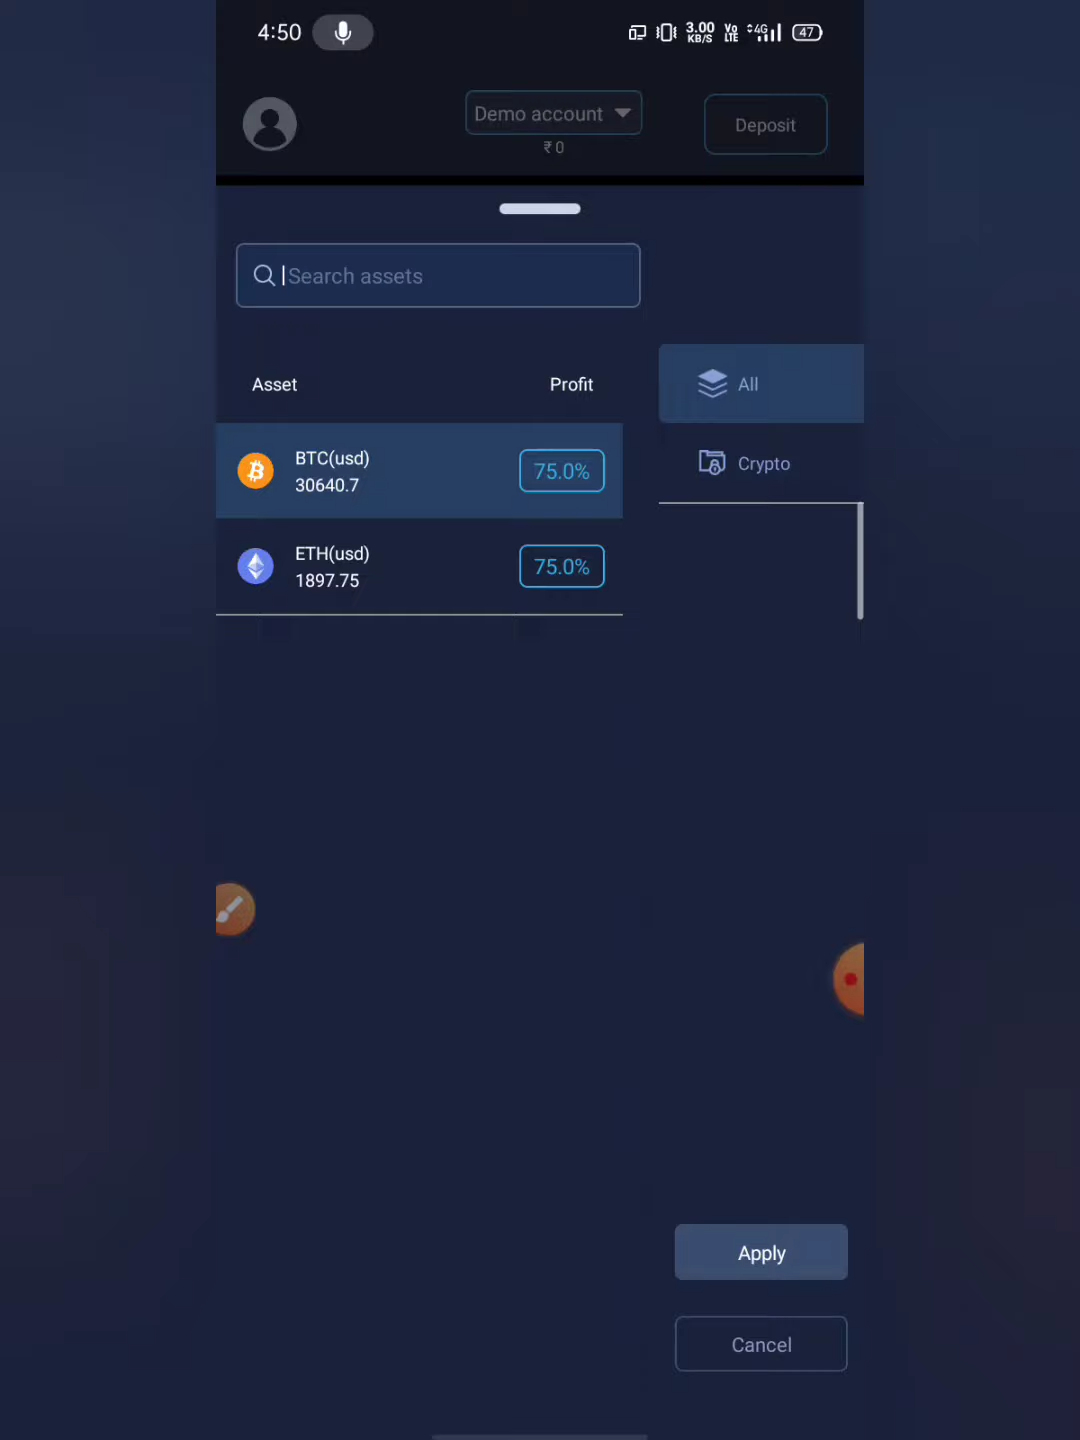 4:50
3.00
KB/S
Vo
LTE
4G
47
Demo account
Deposit
₹ 0
Search assets
Asset
Profit
All
BTC(usd)
30640.7
75.0%
Crypto
ETH(usd)
1897.75
75.0%
Apply
Cancel